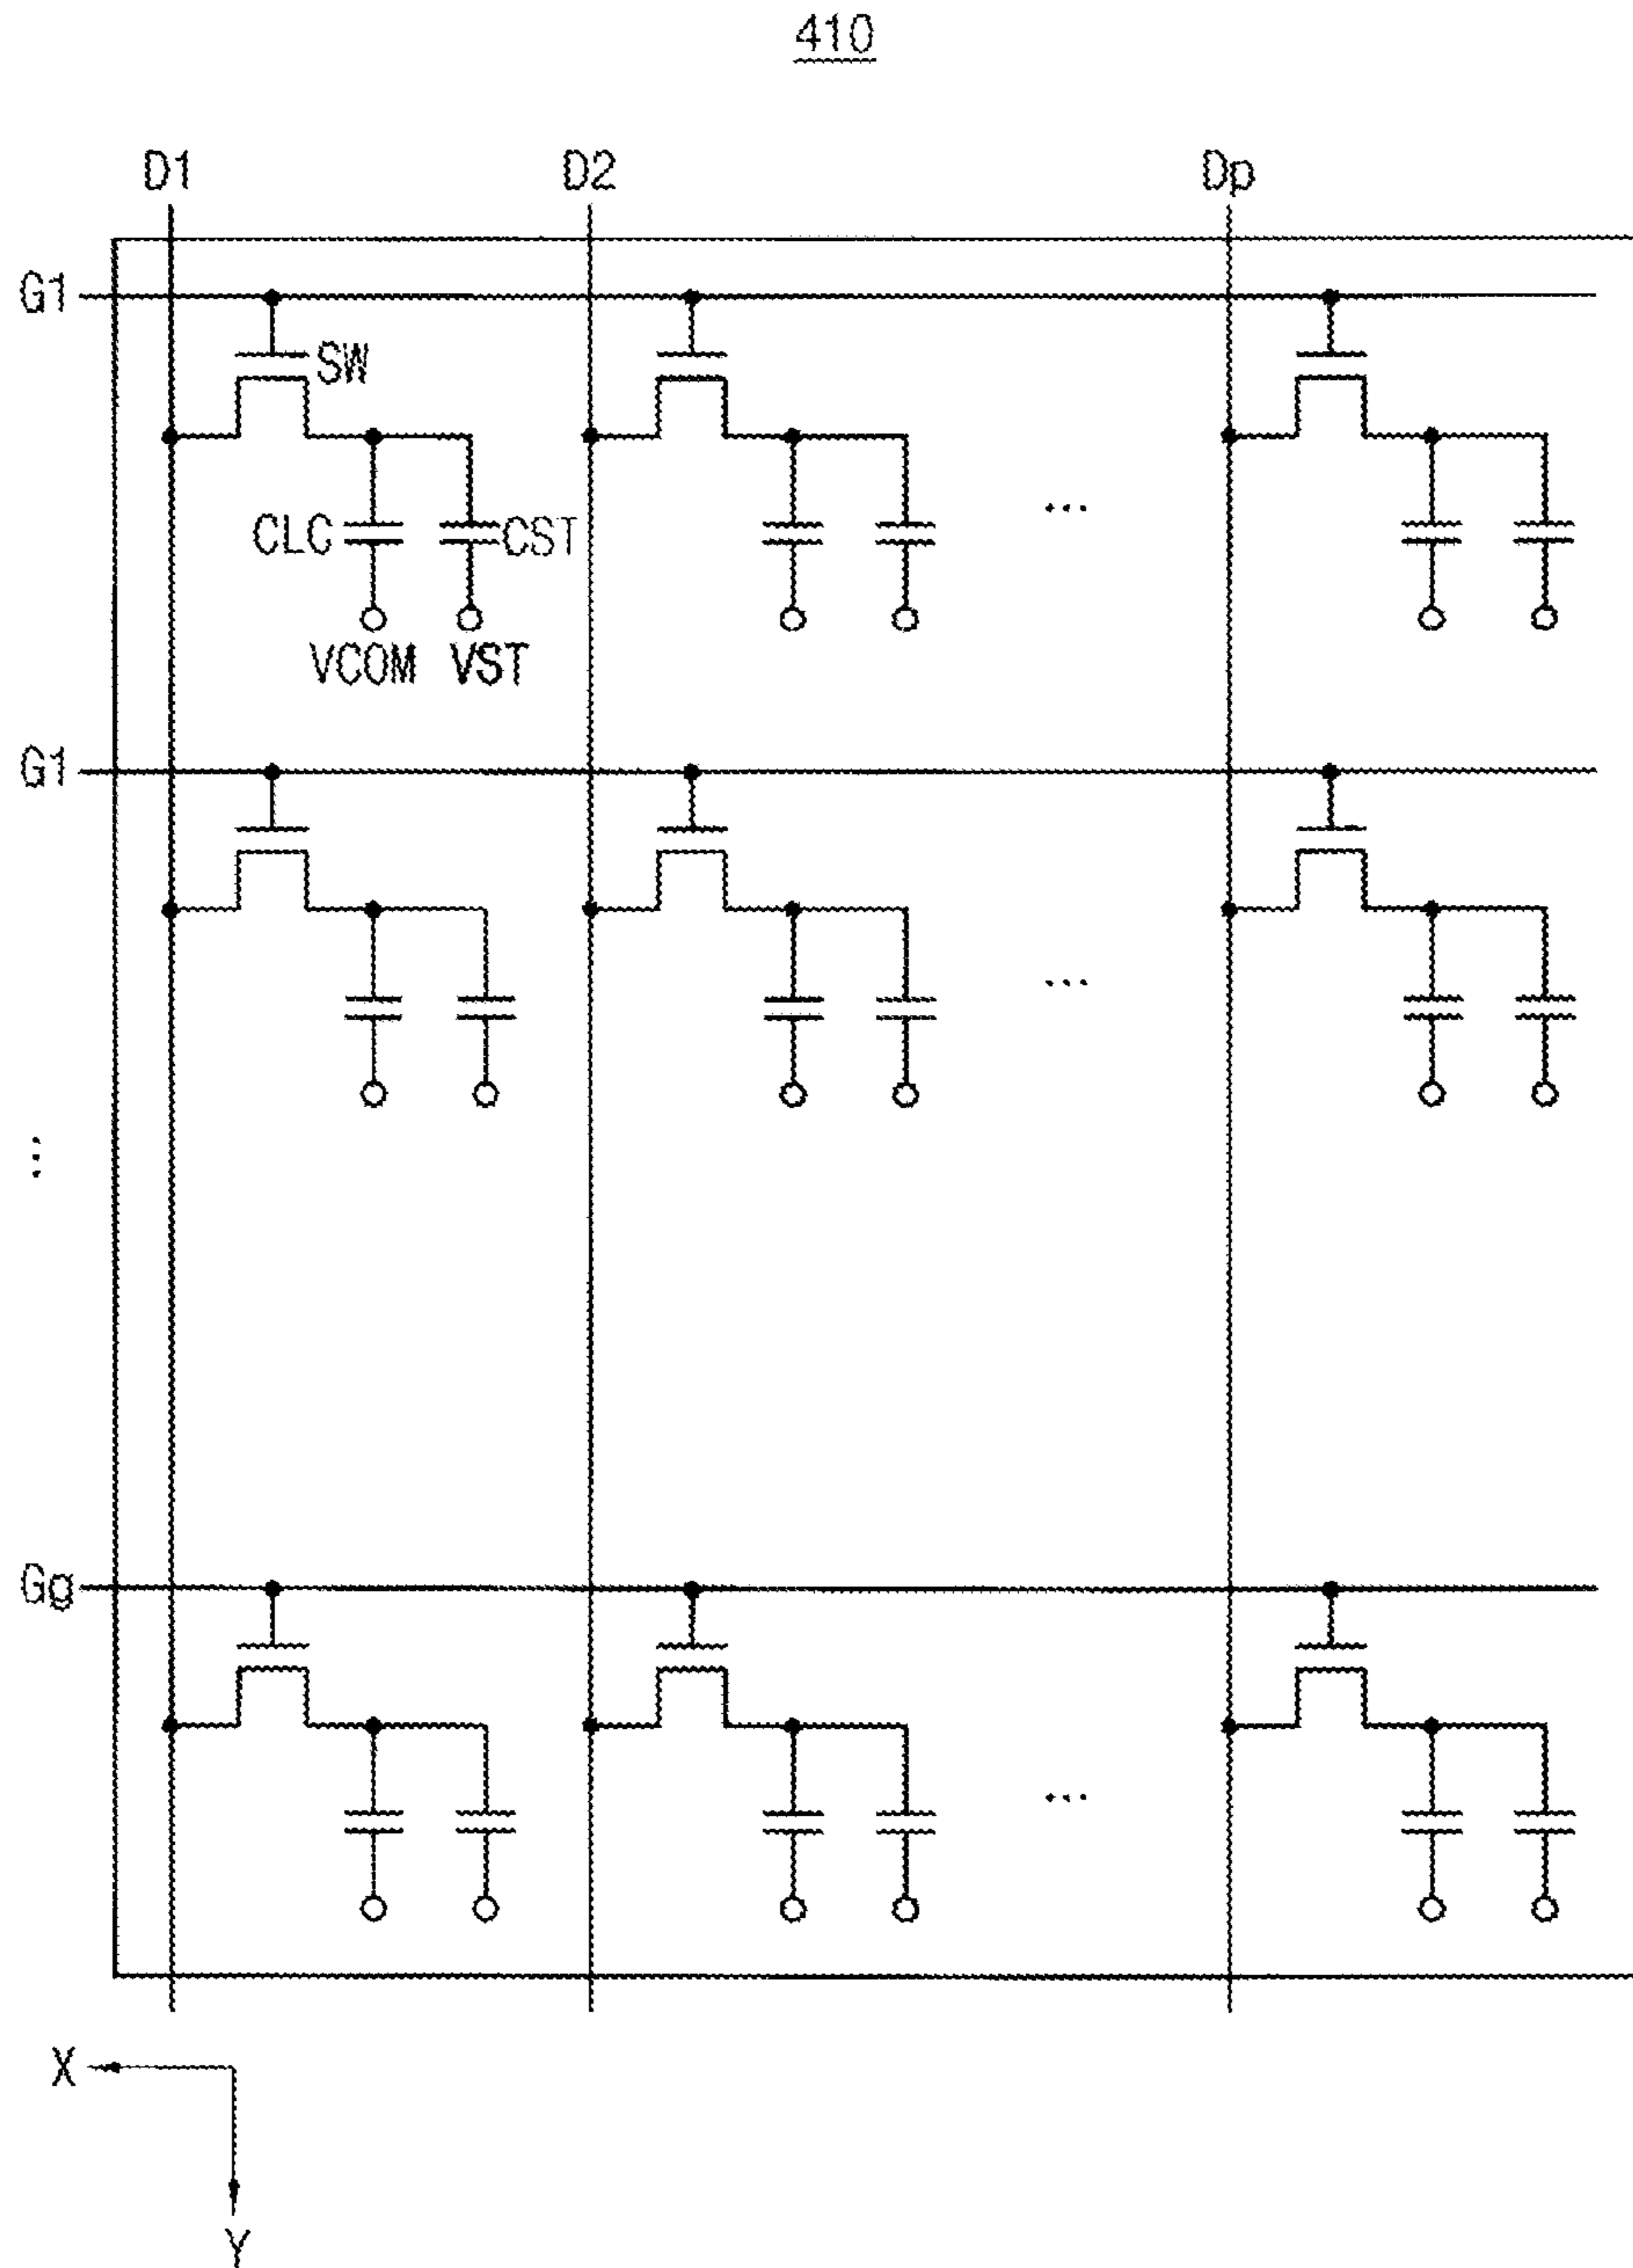 410
D1 D2 Dp
G1
SW
CLC CST
...
VCOM VST
G1
...
Gg
...
X
Y